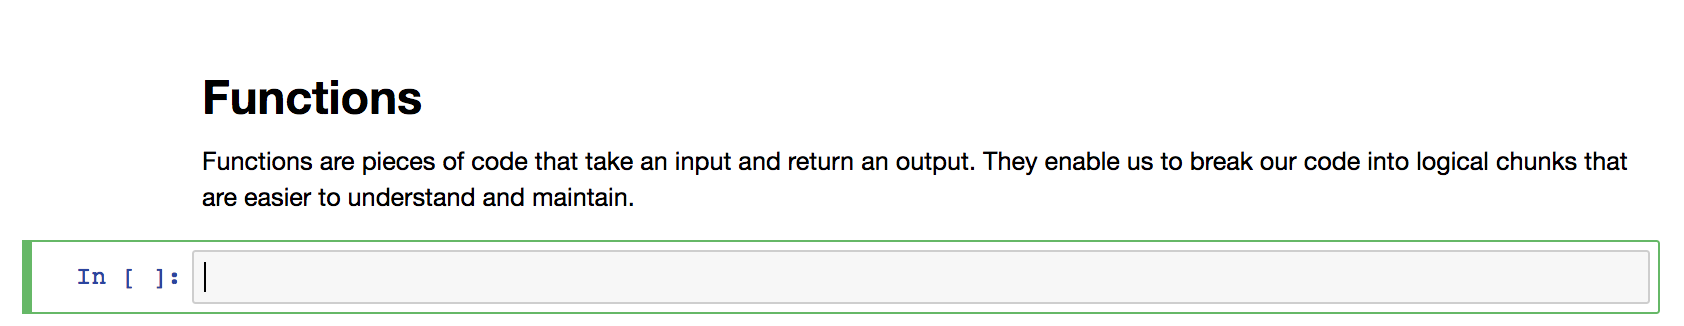 Functions
Functions are pieces of code that take an input and return an output. They enable us to break our code into logical chunks that
are easier to understand and maintain.
In [ ]: